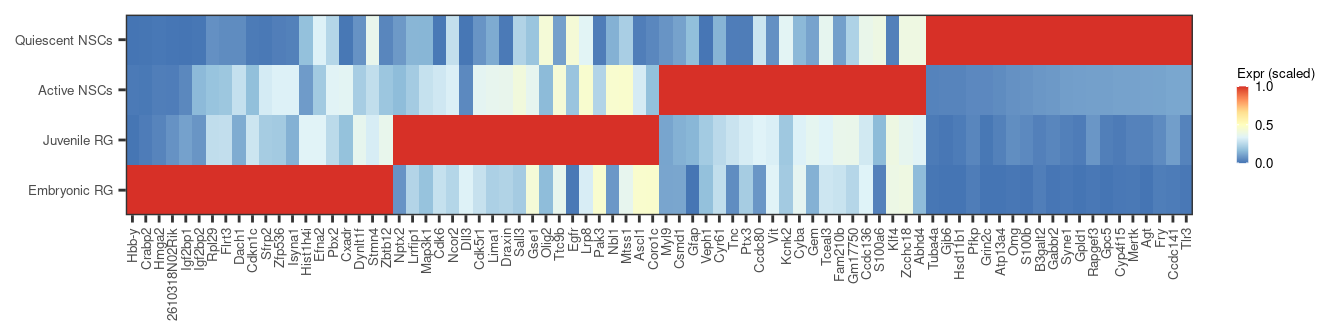 Quiescent NSCs
Active NSCs
Juvenile RG
Embryonic RG
Expr (scaled)
1.0
0.5
0.0
Hbb-y
Crabp2
Hmga2
2610318N02Rik
Igf2bp1
Igf2bp2
Rpl29
Flrt3
Dach1
Cdkn1c
Sfrp2
Zfp536
Isyna1
Hist1h4i
Efna2
Pbx2
Cxadr
Dynlt1f
Stmn4
Zbtb12
Nptx2
Lrrfip1
Map3k1
Cdk6
Ncor2
Dll3
Cdk5r1
Lima1
Draxin
Sall3
Gse1
Olig2
Ttc9b
Egfr
Lrp8
Pak3
Nbl1
Mtss1
Ascl1
Coro1c
Myl9
Csmd1
Gfap
Veph1
Cyr61
Tnc
Ptx3
Ccdc80
Vit
Kcnk2
Cyba
Gem
Tceal3
Fam210b
Gm17750
Ccdc136
S100a6
Klf4
Zcchc18
Abhd4
Tuba4a
Gjb6
Hsd11b1
Pfkp
Grin2c
Atp13a4
Omg
S100b
B3galt2
Gabbr2
Syne1
Gpld1
Rapgef3
Gpc5
Cyp4f15
Mertk
Agt
Fry
Ccdc141
Tlr3